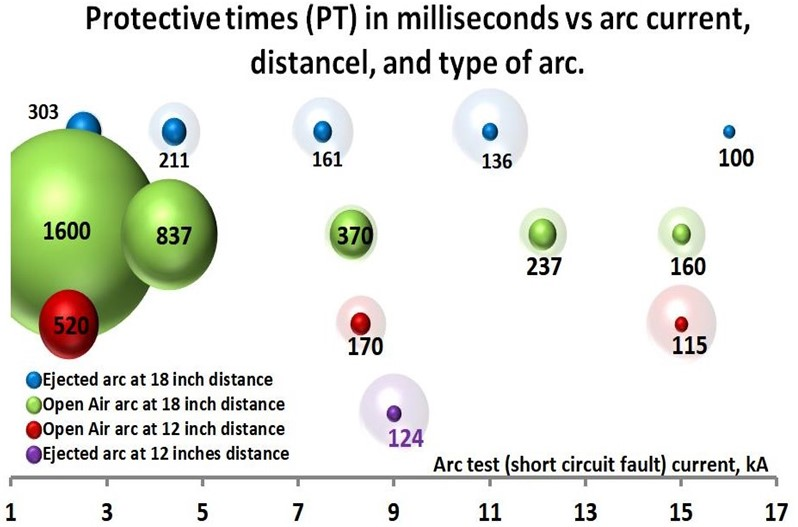 Protective times (PT) in milliseconds vs arc current,
distancel, and type of arc.
303
211
161
136
100
1600
837
370
237
160
520
170
115
Ejected arc at 18 inch distance
Open Air arc at 18 inch distance
Open Air arc at 12 inch distance
Ejected arc at 12 inches distance
124
Arc test (short circuit fault) current, kA
1 3 5 7 9 11 13 15 17